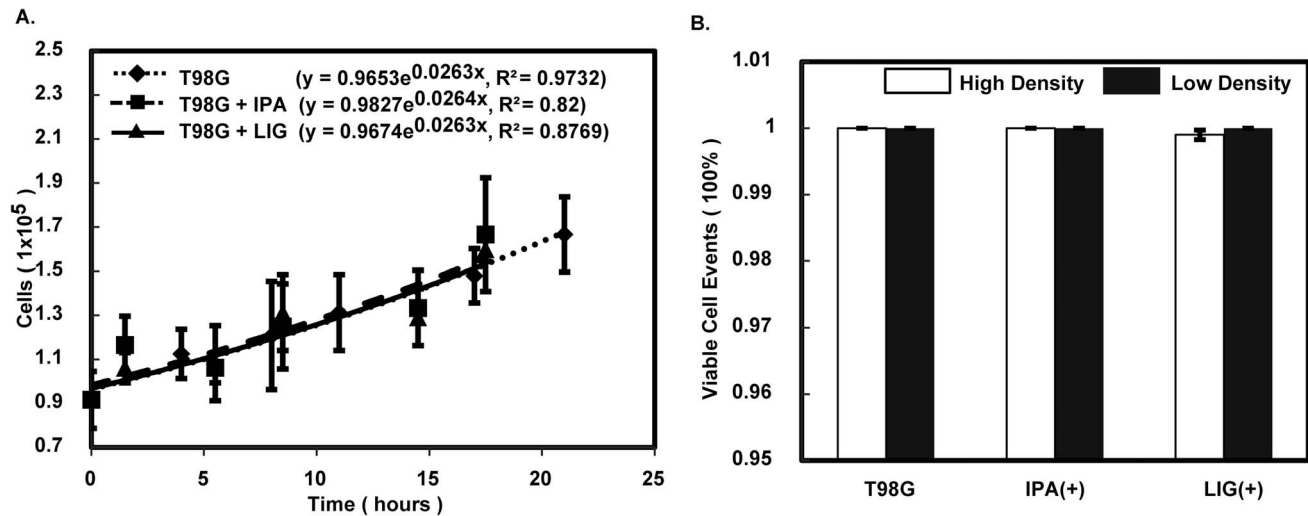 A.
2.5
2.3
2.1
1.9
1.7
1.5
1.3
1.1
0.9
0.7
Cells ( 1x10⁵ )
T98G (y = 0.9653e^0.0263x, R² = 0.9732)
T98G + IPA (y = 0.9827e^0.0264x, R² = 0.82)
T98G + LIG (y = 0.9674e^0.0263x, R² = 0.8769)
0 5 10 15 20 25
Time ( hours )
B.
1.01
1
0.99
0.98
0.97
0.96
0.95
Viable Cell Events ( 100% )
High Density Low Density
T98G IPA(+) LIG(+)